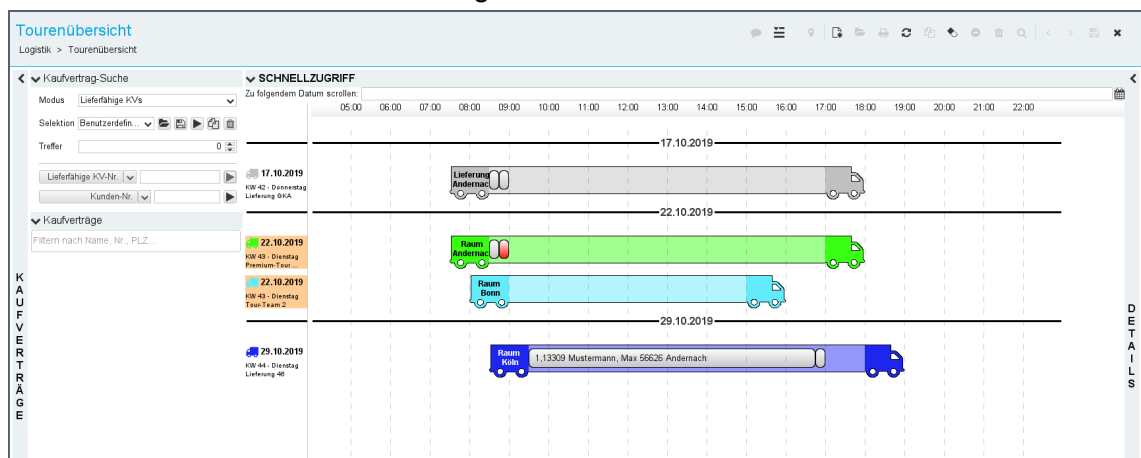 Tourenübersicht
Logistik > Tourenübersicht
Kaufvertrag-Suche
Modus Lieferfähige KVs
Selektion Benutzerdefin...
Treffer 0
Lieferfähige KV-Nr.
Kunden-Nr.
Kaufverträge
Filtern nach Name, Nr., PLZ...
KAUFVERTRÄGE
SCHNELLZUGRIFF
Zu folgendem Datum scrollen:
05:00 06:00 07:00 08:00 09:00 10:00 11:00 12:00 13:00 14:00 15:00 16:00 17:00 18:00 19:00 20:00 21:00 22:00
17.10.2019
17.10.2019
KW 42 - Donnerstag
Lieferung GKA
Lieferung
Andernac
22.10.2019
22.10.2019
KW 43 - Dienstag
Premium-Tour ...
Raum
Andernac
22.10.2019
KW 43 - Dienstag
Tour-Team 2
Raum
Bonn
29.10.2019
29.10.2019
KW 44 - Dienstag
Lieferung 46
Raum
Köln
1,13309 Mustermann, Max 56626 Andernach
DETAILS